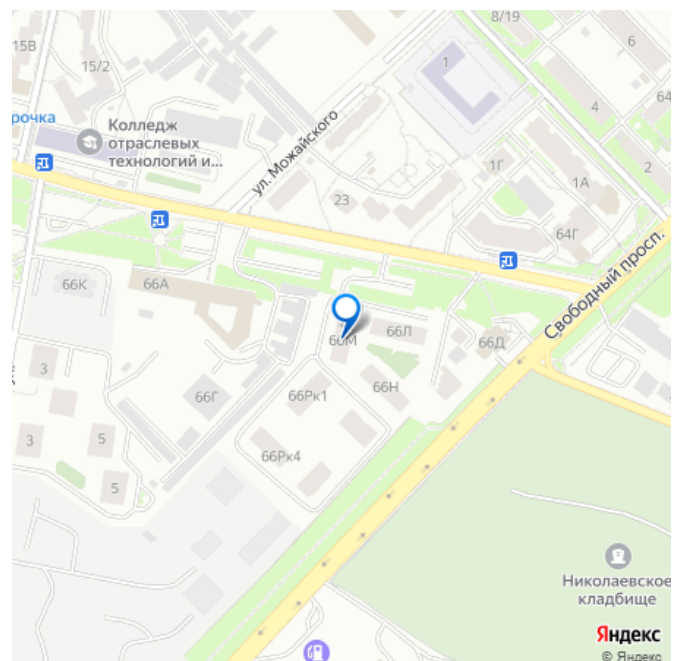 8/19
15В
15/2
1
6
4
64
рочка
Колледж
отраслевых
технологий и...
ул. Можайского
1Г
1А
2
23
64Г
Свободный просп.
66К
66А
66М
66Л
66Д
3
66Г
66Рк1
66Н
3
5
66Рк4
5
Николаевское
кладбище
Яндекс
© Яндекс